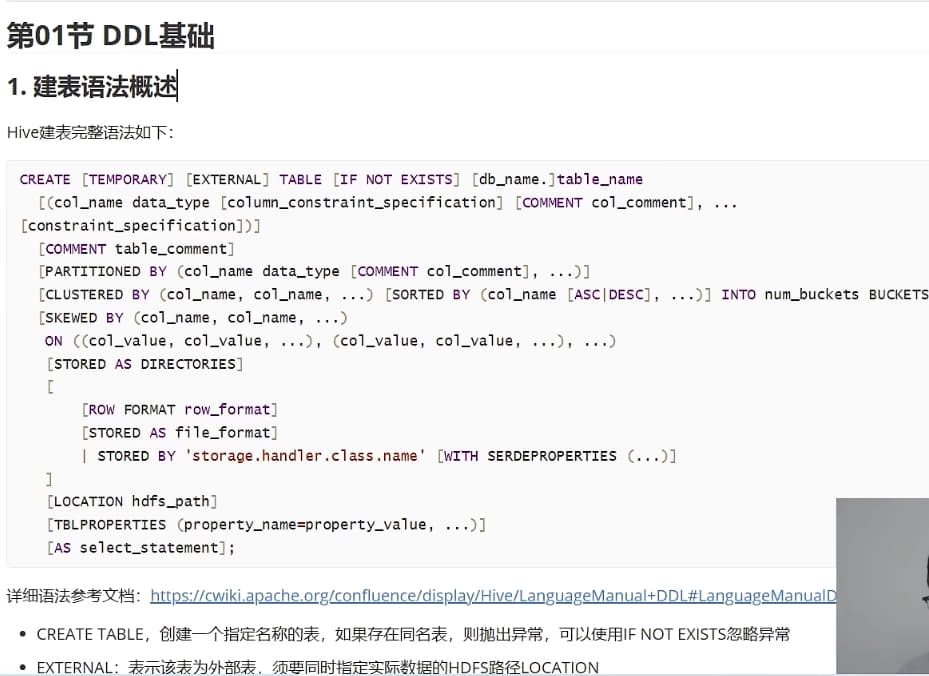 第01节 DDL基础
1. 建表语法概述
Hive建表完整语法如下：
CREATE [TEMPORARY] [EXTERNAL] TABLE [IF NOT EXISTS] [db_name.]table_name
[(col_name data_type [column_constraint_specification] [COMMENT col_comment], ...
[constraint_specification])]
[COMMENT table_comment]
[PARTITIONED BY (col_name data_type [COMMENT col_comment], ...)]
[CLUSTERED BY (col_name, col_name, ...) [SORTED BY (col_name [ASC|DESC], ...)] INTO num_buckets BUCKETS
[SKEWED BY (col_name, col_name, ...)
ON ((col_value, col_value, ...), (col_value, col_value, ...), ...)
[STORED AS DIRECTORIES]
[
[ROW FORMAT row_format]
[STORED AS file_format]
| STORED BY 'storage.handler.class.name' [WITH SERDEPROPERTIES (...)]
]
[LOCATION hdfs_path]
[TBLPROPERTIES (property_name=property_value, ...)]
[AS select_statement];
详细语法参考文档：https://cwiki.apache.org/confluence/display/Hive/LanguageManual+DDL#LanguageManualD
• CREATE TABLE，创建一个指定名称的表，如果存在同名表，则抛出异常，可以使用IF NOT EXISTS忽略异常
• EXTERNAL：表示该表为外部表，须要同时指定实际数据的HDFS路径LOCATION